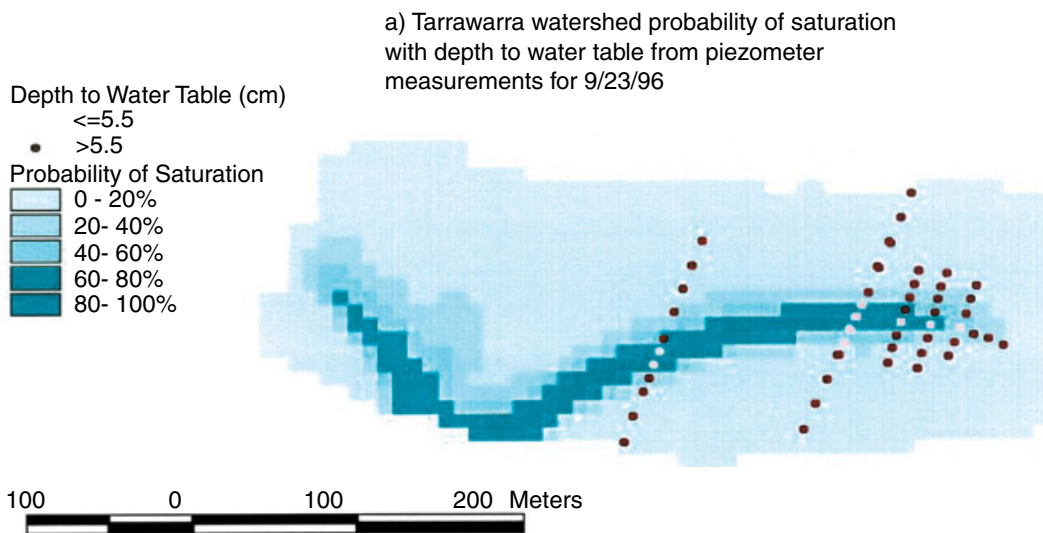 a) Tarrawarra watershed probability of saturation
with depth to water table from piezometer
measurements for 9/23/96
Depth to Water Table (cm)
<=5.5
>5.5
Probability of Saturation
0 - 20%
20- 40%
40- 60%
60- 80%
80- 100%
100 0 100 200 Meters